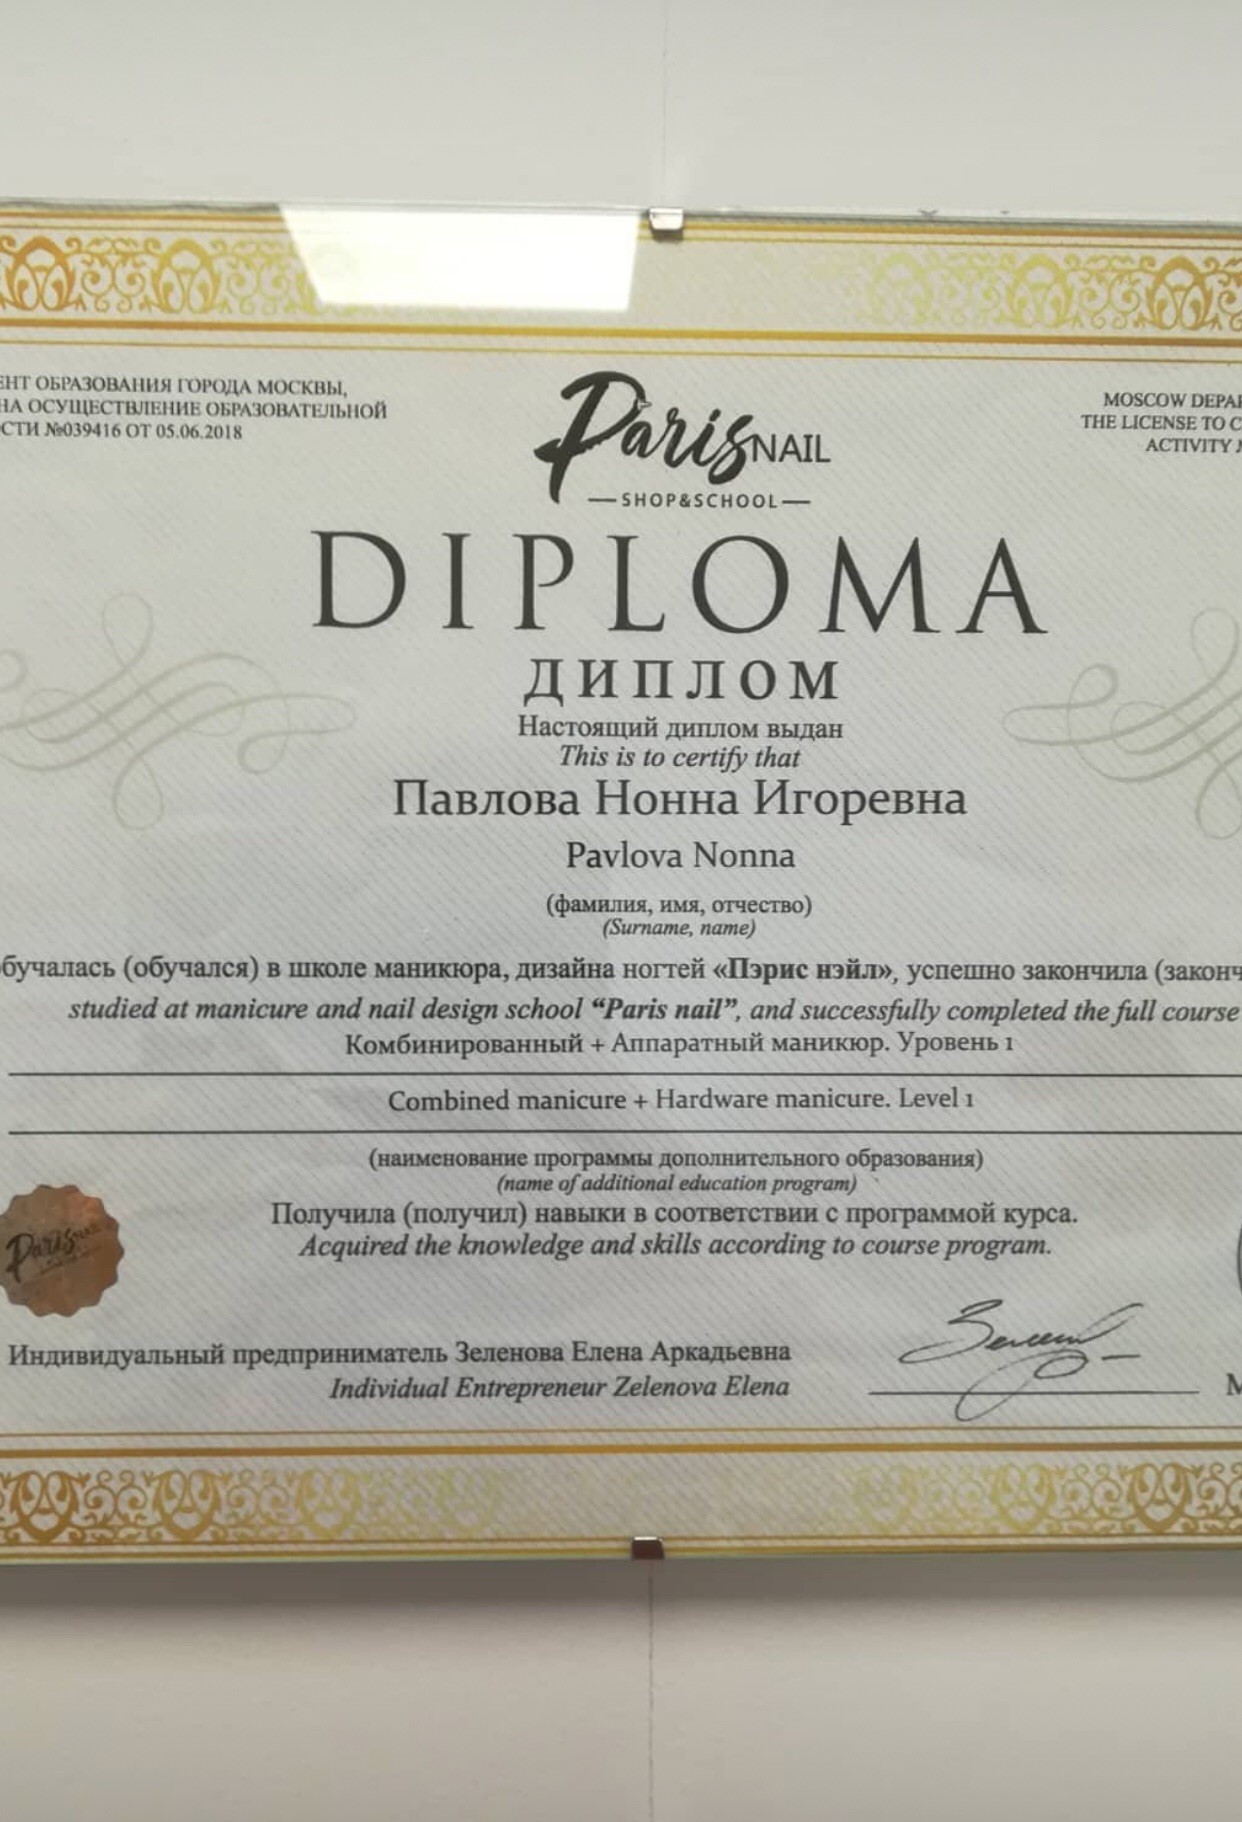 ОБРАЗОВАНИЯ ГОРОДА МОСКВЫ,
НА ОСУЩЕСТВЛЕНИЕ ОБРАЗОВАТЕЛЬНОЙ
№039416 ОТ 05.06.2018
MOSCOW
THE LICENSE TO
ACTIVITY
Paris NAIL
SHOP&SCHOOL
DIPLOMA
ДИПЛОМ
Настоящий диплом выдан
This is to certify that
Павлова Нонна Игоревна
Pavlova Nonna
(фамилия, имя, отчество)
(Surname, name)
(обучался) в школе маникюра, дизайна ногтей «Пэрис нэйл», успешно закончила
studied at manicure and nail design school “Paris nail”, and successfully completed the full course
Комбинированный + Аппаратный маникюр. Уровень 1
Combined manicure + Hardware manicure. Level 1
(наименование программы дополнительного образования)
(name of additional education program)
Получила (получил) навыки в соответствии с программой курса.
Acquired the knowledge and skills according to course program.
Paris NAIL
Индивидуальный предприниматель Зеленова Елена Аркадьевна
Individual Entrepreneur Zelenova Elena